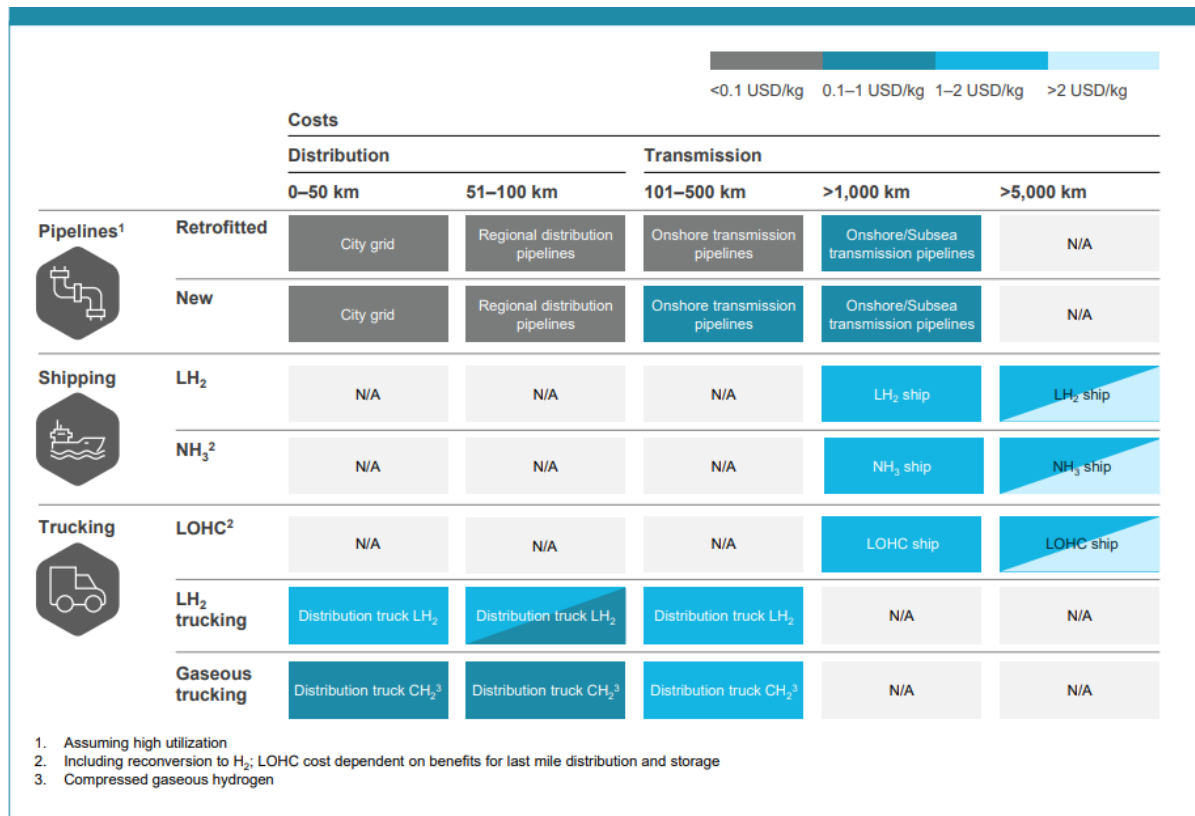 <0.1 USD/kg 0.1–1 USD/kg 1–2 USD/kg >2 USD/kg
Costs
Distribution Transmission
0–50 km 51–100 km 101–500 km >1,000 km >5,000 km
Pipelines¹
Retrofitted
City grid
Regional distribution
pipelines
Onshore transmission
pipelines
Onshore/Subsea
transmission pipelines
N/A
New
City grid
Regional distribution
pipelines
Onshore transmission
pipelines
Onshore/Subsea
transmission pipelines
N/A
Shipping
LH₂
N/A
N/A
N/A
LH₂ ship
LH₂ ship
NH₃²
N/A
N/A
N/A
NH₃ ship
NH₃ ship
Trucking
LOHC²
N/A
N/A
N/A
LOHC ship
LOHC ship
LH₂
trucking
Distribution truck LH₂
Distribution truck LH₂
Distribution truck LH₂
N/A
N/A
Gaseous
trucking
Distribution truck CH₂³
Distribution truck CH₂³
Distribution truck CH₂³
N/A
N/A
1. Assuming high utilization
2. Including reconversion to H₂; LOHC cost dependent on benefits for last mile distribution and storage
3. Compressed gaseous hydrogen